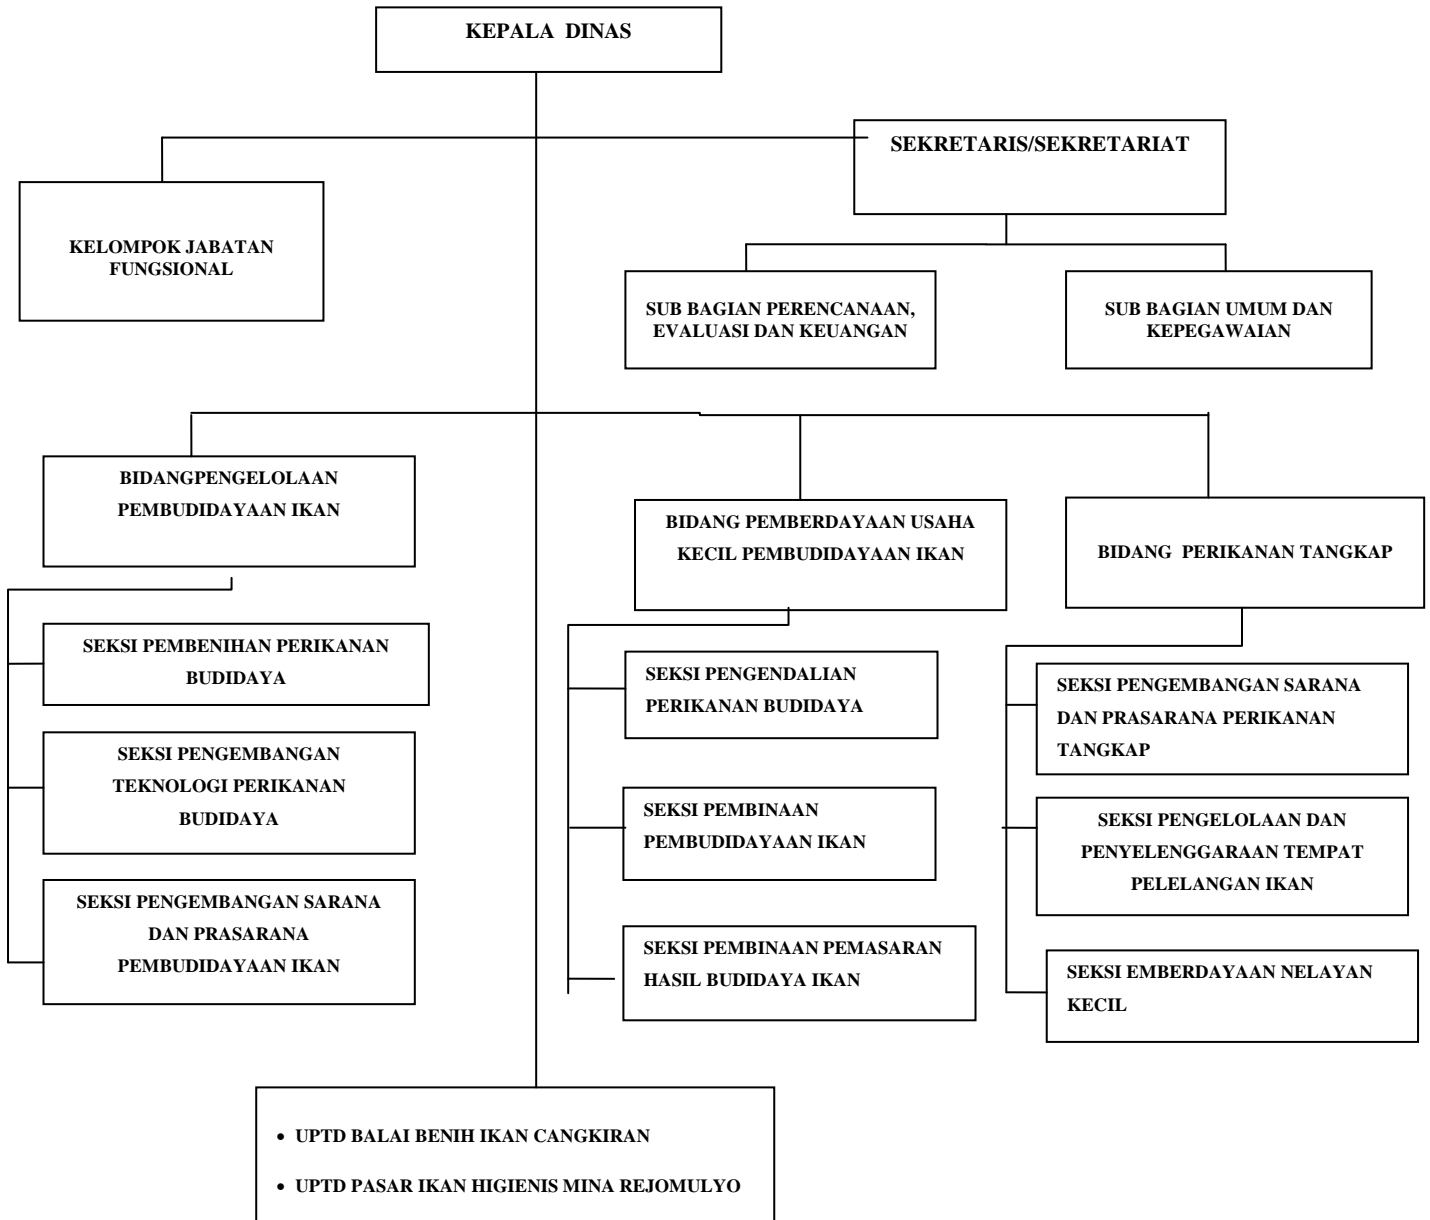 KEPALA DINAS
SEKRETARIS/SEKRETARIAT
KELOMPOK JABATAN
FUNGSIONAL
SUB BAGIAN PERENCANAAN,
EVALUASI DAN KEUANGAN
SUB BAGIAN UMUM DAN
KEPEGAWAIAN
BIDANGPENGELOLAAN
PEMBUDIDAYAAN IKAN
SEKSI PEMBENIHAN PERIKANAN
BUDIDAYA
SEKSI PENGEMBANGAN
TEKNOLOGI PERIKANAN
BUDIDAYA
SEKSI PENGEMBANGAN SARANA
DAN PRASARANA
PEMBUDIDAYAAN IKAN
BIDANG PEMBERDAYAAN USAHA
KECIL PEMBUDIDAYAAN IKAN
SEKSI PENGENDALIAN
PERIKANAN BUDIDAYA
SEKSI PEMBINAAN
PEMBUDIDAYAAN IKAN
SEKSI PEMBINAAN PEMASARAN
HASIL BUDIDAYA IKAN
BIDANG PERIKANAN TANGKAP
SEKSI PENGEMBANGAN SARANA
DAN PRASARANA PERIKANAN
TANGKAP
SEKSI PENGELOLAAN DAN
PENYELENGGARAAN TEMPAT
PELELANGAN IKAN
SEKSI EMBERDAYAAN NELAYAN
KECIL
• UPTD BALAI BENIH IKAN CANGKIRAN
• UPTD PASAR IKAN HIGIENIS MINA REJOMULYO